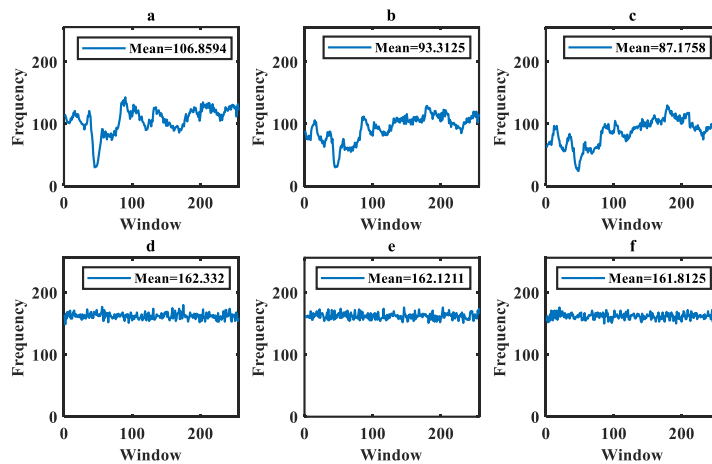 a
Mean=106.8594
200
100
0
0 100 200
Frequency
Window
b
Mean=93.3125
200
100
0
0 100 200
Frequency
Window
c
Mean=87.1758
200
100
0
0 100 200
Frequency
Window
d
Mean=162.332
200
100
0
0 100 200
Frequency
Window
e
Mean=162.1211
200
100
0
0 100 200
Frequency
Window
f
Mean=161.8125
200
100
0
0 100 200
Frequency
Window